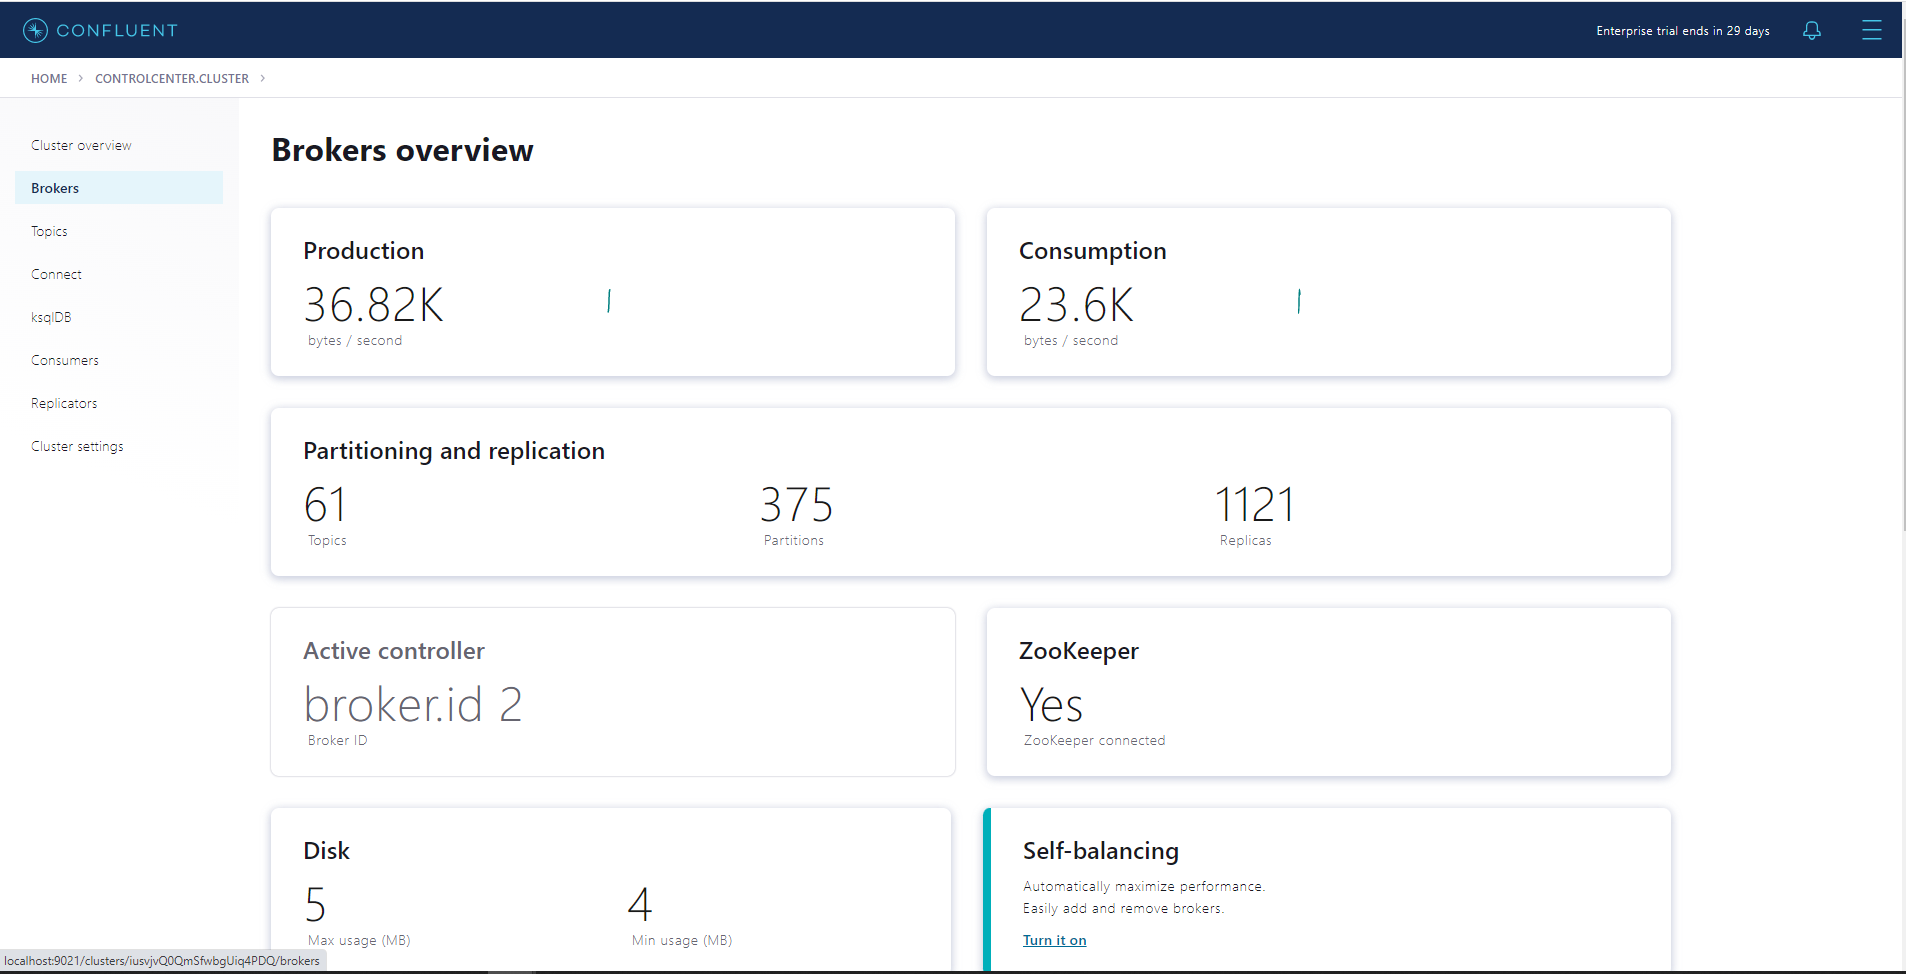 CONFLUENT
Enterprise trial ends in 29 days
HOME > CONTROLCENTER.CLUSTER >
Cluster overview
Brokers
Topics
Connect
ksqlDB
Consumers
Replicators
Cluster settings
Brokers overview
Production
36.82K
bytes / second
Consumption
23.6K
bytes / second
Partitioning and replication
61
Topics
375
Partitions
1121
Replicas
Active controller
broker.id 2
Broker ID
ZooKeeper
Yes
ZooKeeper connected
Disk
5
Max usage (MB)
4
Min usage (MB)
Self-balancing
Automatically maximize performance.
Easily add and remove brokers.
Turn it on
localhost:9021/clusters/iusvjvQ0QmSfwbgUiq4PDQ/brokers